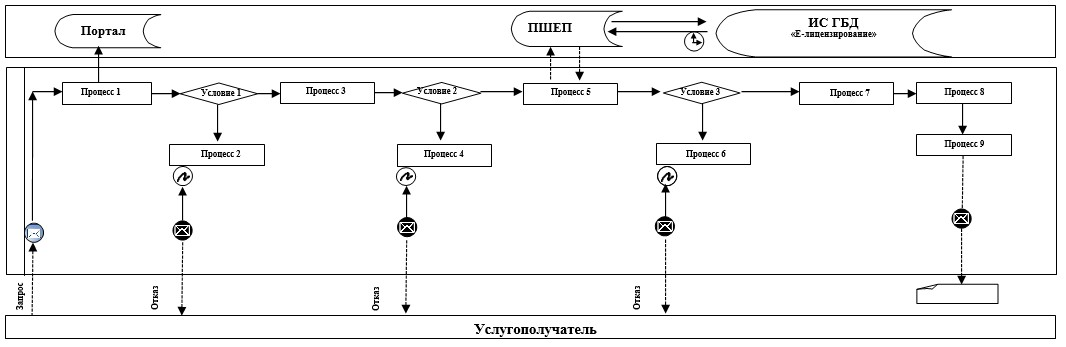 Портал
ПШЕП
ИС ГБД
«Е-лицензирование»
Процесс 1
Условие 1
Процесс 3
Условие 2
Процесс 5
Условие 3
Процесс 7
Процесс 8
Процесс 2
Процесс 4
Процесс 6
Процесс 9
Запрос
Отказ
Отказ
Отказ
Услугополучатель